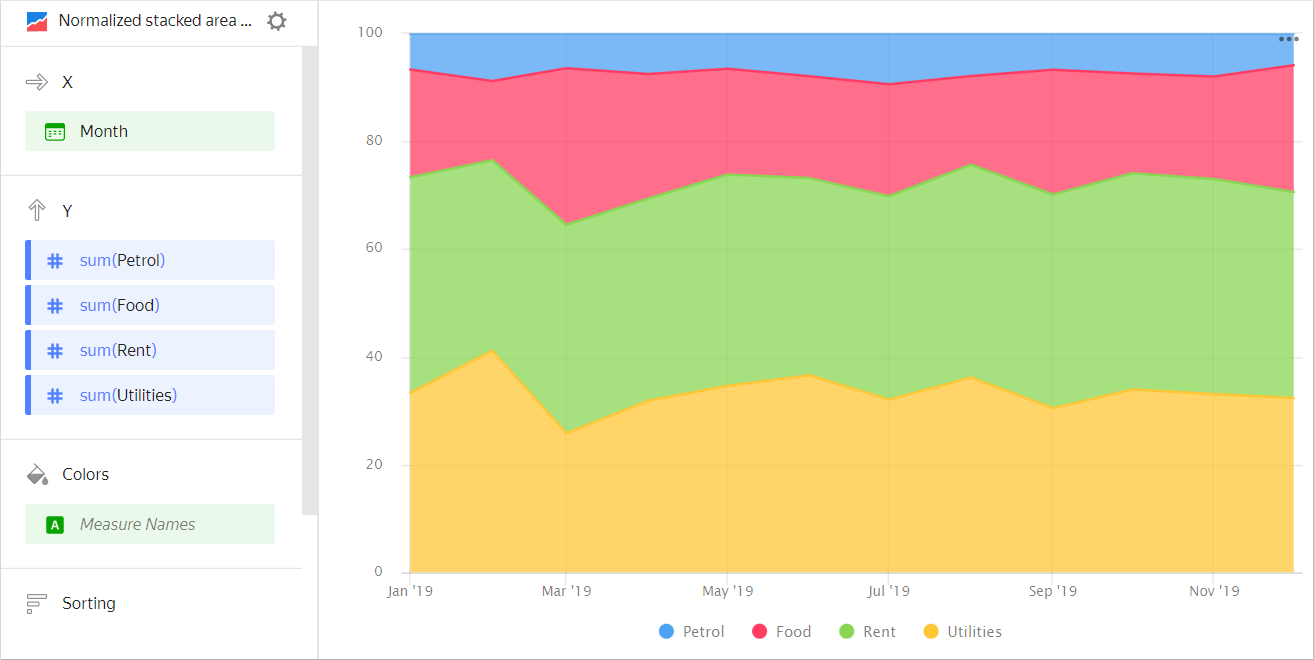 Normalized stacked area ...
X
Month
Y
sum(Petrol)
sum(Food)
sum(Rent)
sum(Utilities)
Colors
A Measure Names
Sorting
100
80
60
40
20
0
Jan '19 Mar '19 May '19 Jul '19 Sep '19 Nov '19
Petrol Food Rent Utilities